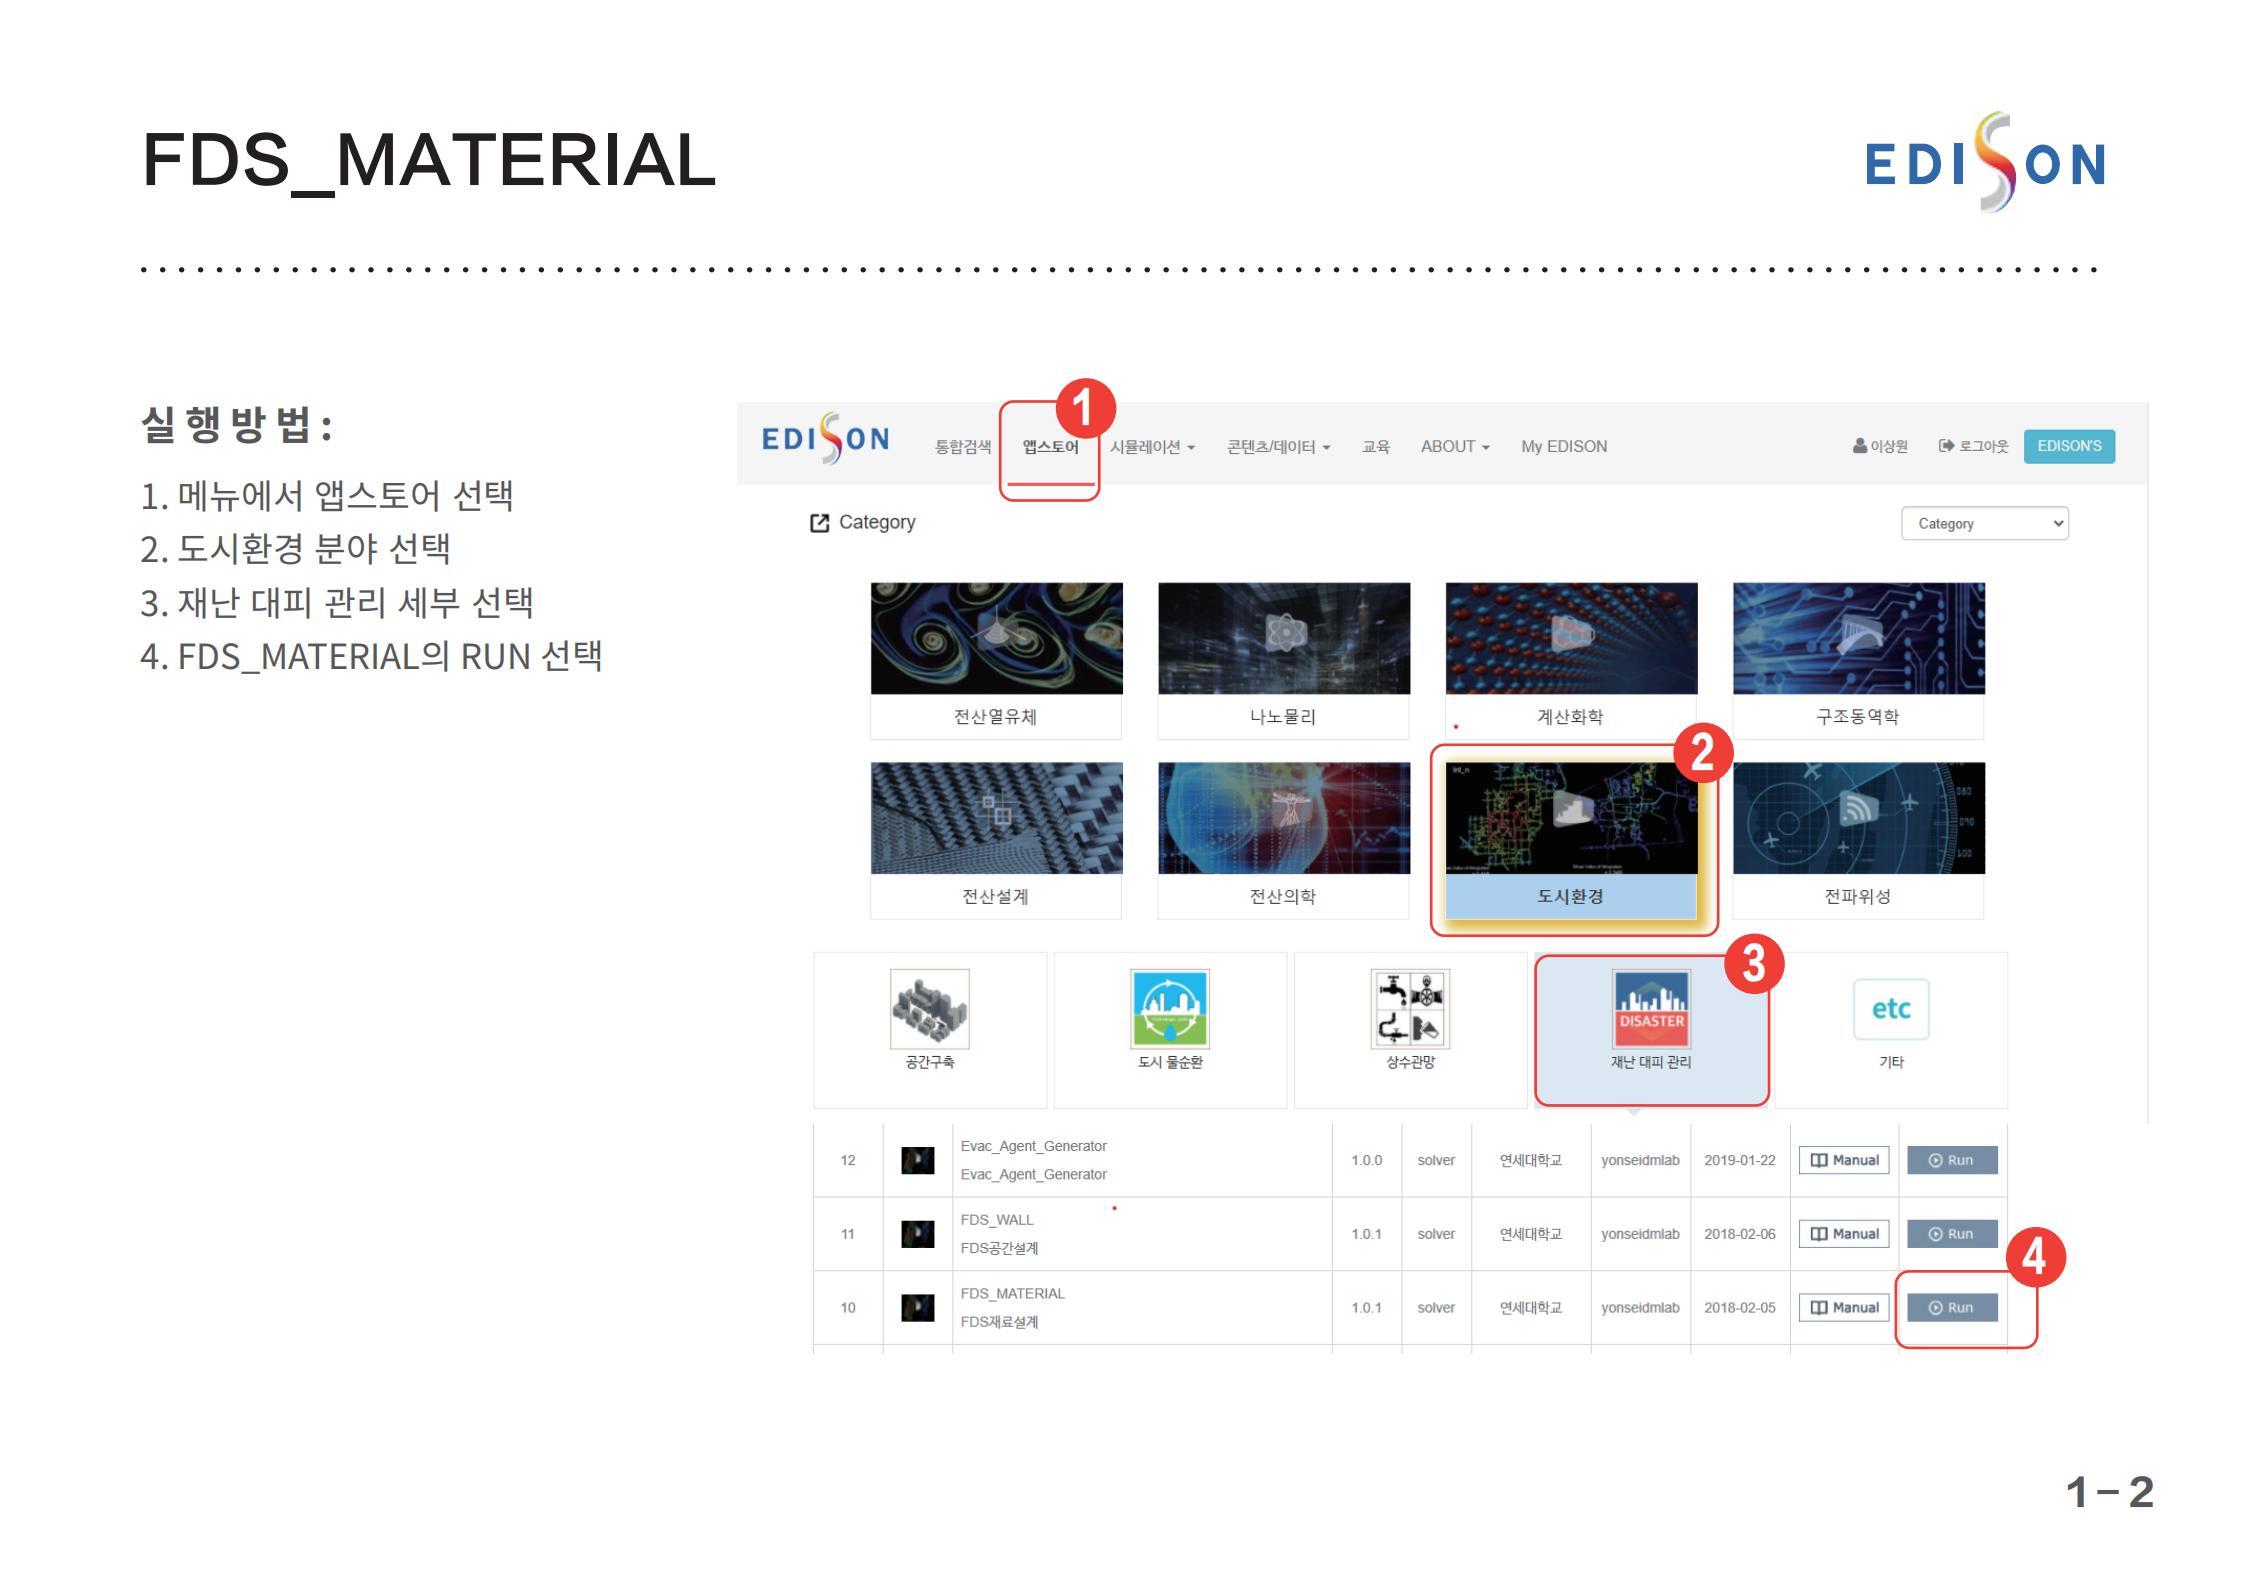 FDS_MATERIAL
EDISON
실행방법:
1. 메뉴에서 앱스토어 선택
2. 도시환경 분야 선택
3. 재난 대피 관리 세부 선택
4. FDS_MATERIAL의 RUN 선택
1
EDISON 통합검색 앱스토어 시뮬레이션 콘텐츠/데이터 교육 ABOUT My EDISON 이상원 로그아웃 EDISON'S
Category Category
전산열유체 나노물리 계산화학 구조동역학
2
전산설계 전산의학 도시환경 전파위성
3
DISASTER etc
공간구축 도시 물순환 상수관망 재난 대피 관리 기타
12 Evac_Agent_Generator 1.0.0 solver 연세대학교 yonseidmlab 2019-01-22 Manual Run
Evac_Agent_Generator
11 FDS_WALL 1.0.1 solver 연세대학교 yonseidmlab 2018-02-06 Manual Run
FDS공간설계
4
10 FDS_MATERIAL 1.0.1 solver 연세대학교 yonseidmlab 2018-02-05 Manual Run
FDS재료설계
1-2